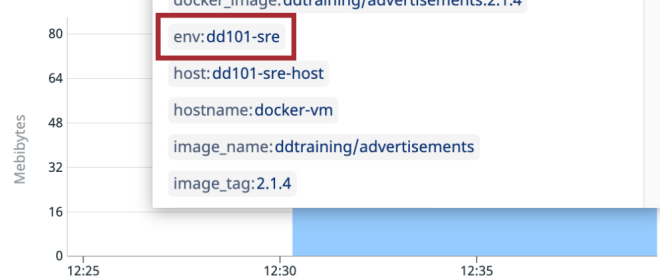 docker_image:ddtraining/advertisements:2.1.4
80
env:dd101-sre
64
host:dd101-sre-host
48
hostname:docker-vm
Mebibytes
32
image_name:ddtraining/advertisements
16
image_tag:2.1.4
0
12:25
12:30
12:35